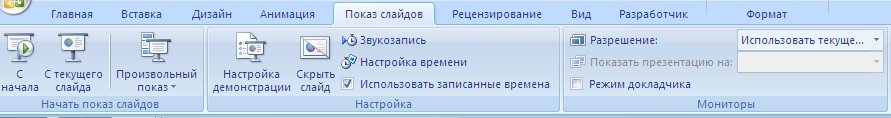 Главная Вставка Дизайн Анимация Показ слайдов Рецензирование Вид Разработчик Формат
С начала
С текущего слайда
Произвольный показ
Начать показ слайдов
Настройка демонстрации
Скрыть слайд
Звукозапись
Настройка времени
Использовать записанные времена
Настройка
Разрешение: Использовать текуще...
Показать презентацию на:
Режим докладчика
Мониторы